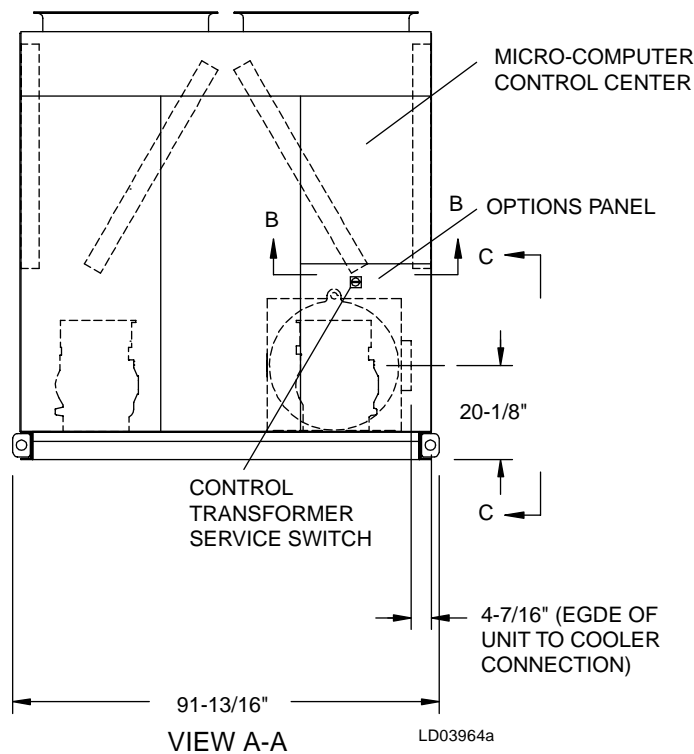 MICRO-COMPUTER
CONTROL CENTER
B
B
OPTIONS PANEL
C
20-1/8"
CONTROL
TRANSFORMER
SERVICE SWITCH
C
4-7/16" (EGDE OF
UNIT TO COOLER
CONNECTION)
91-13/16"
VIEW A-A
LD03964a